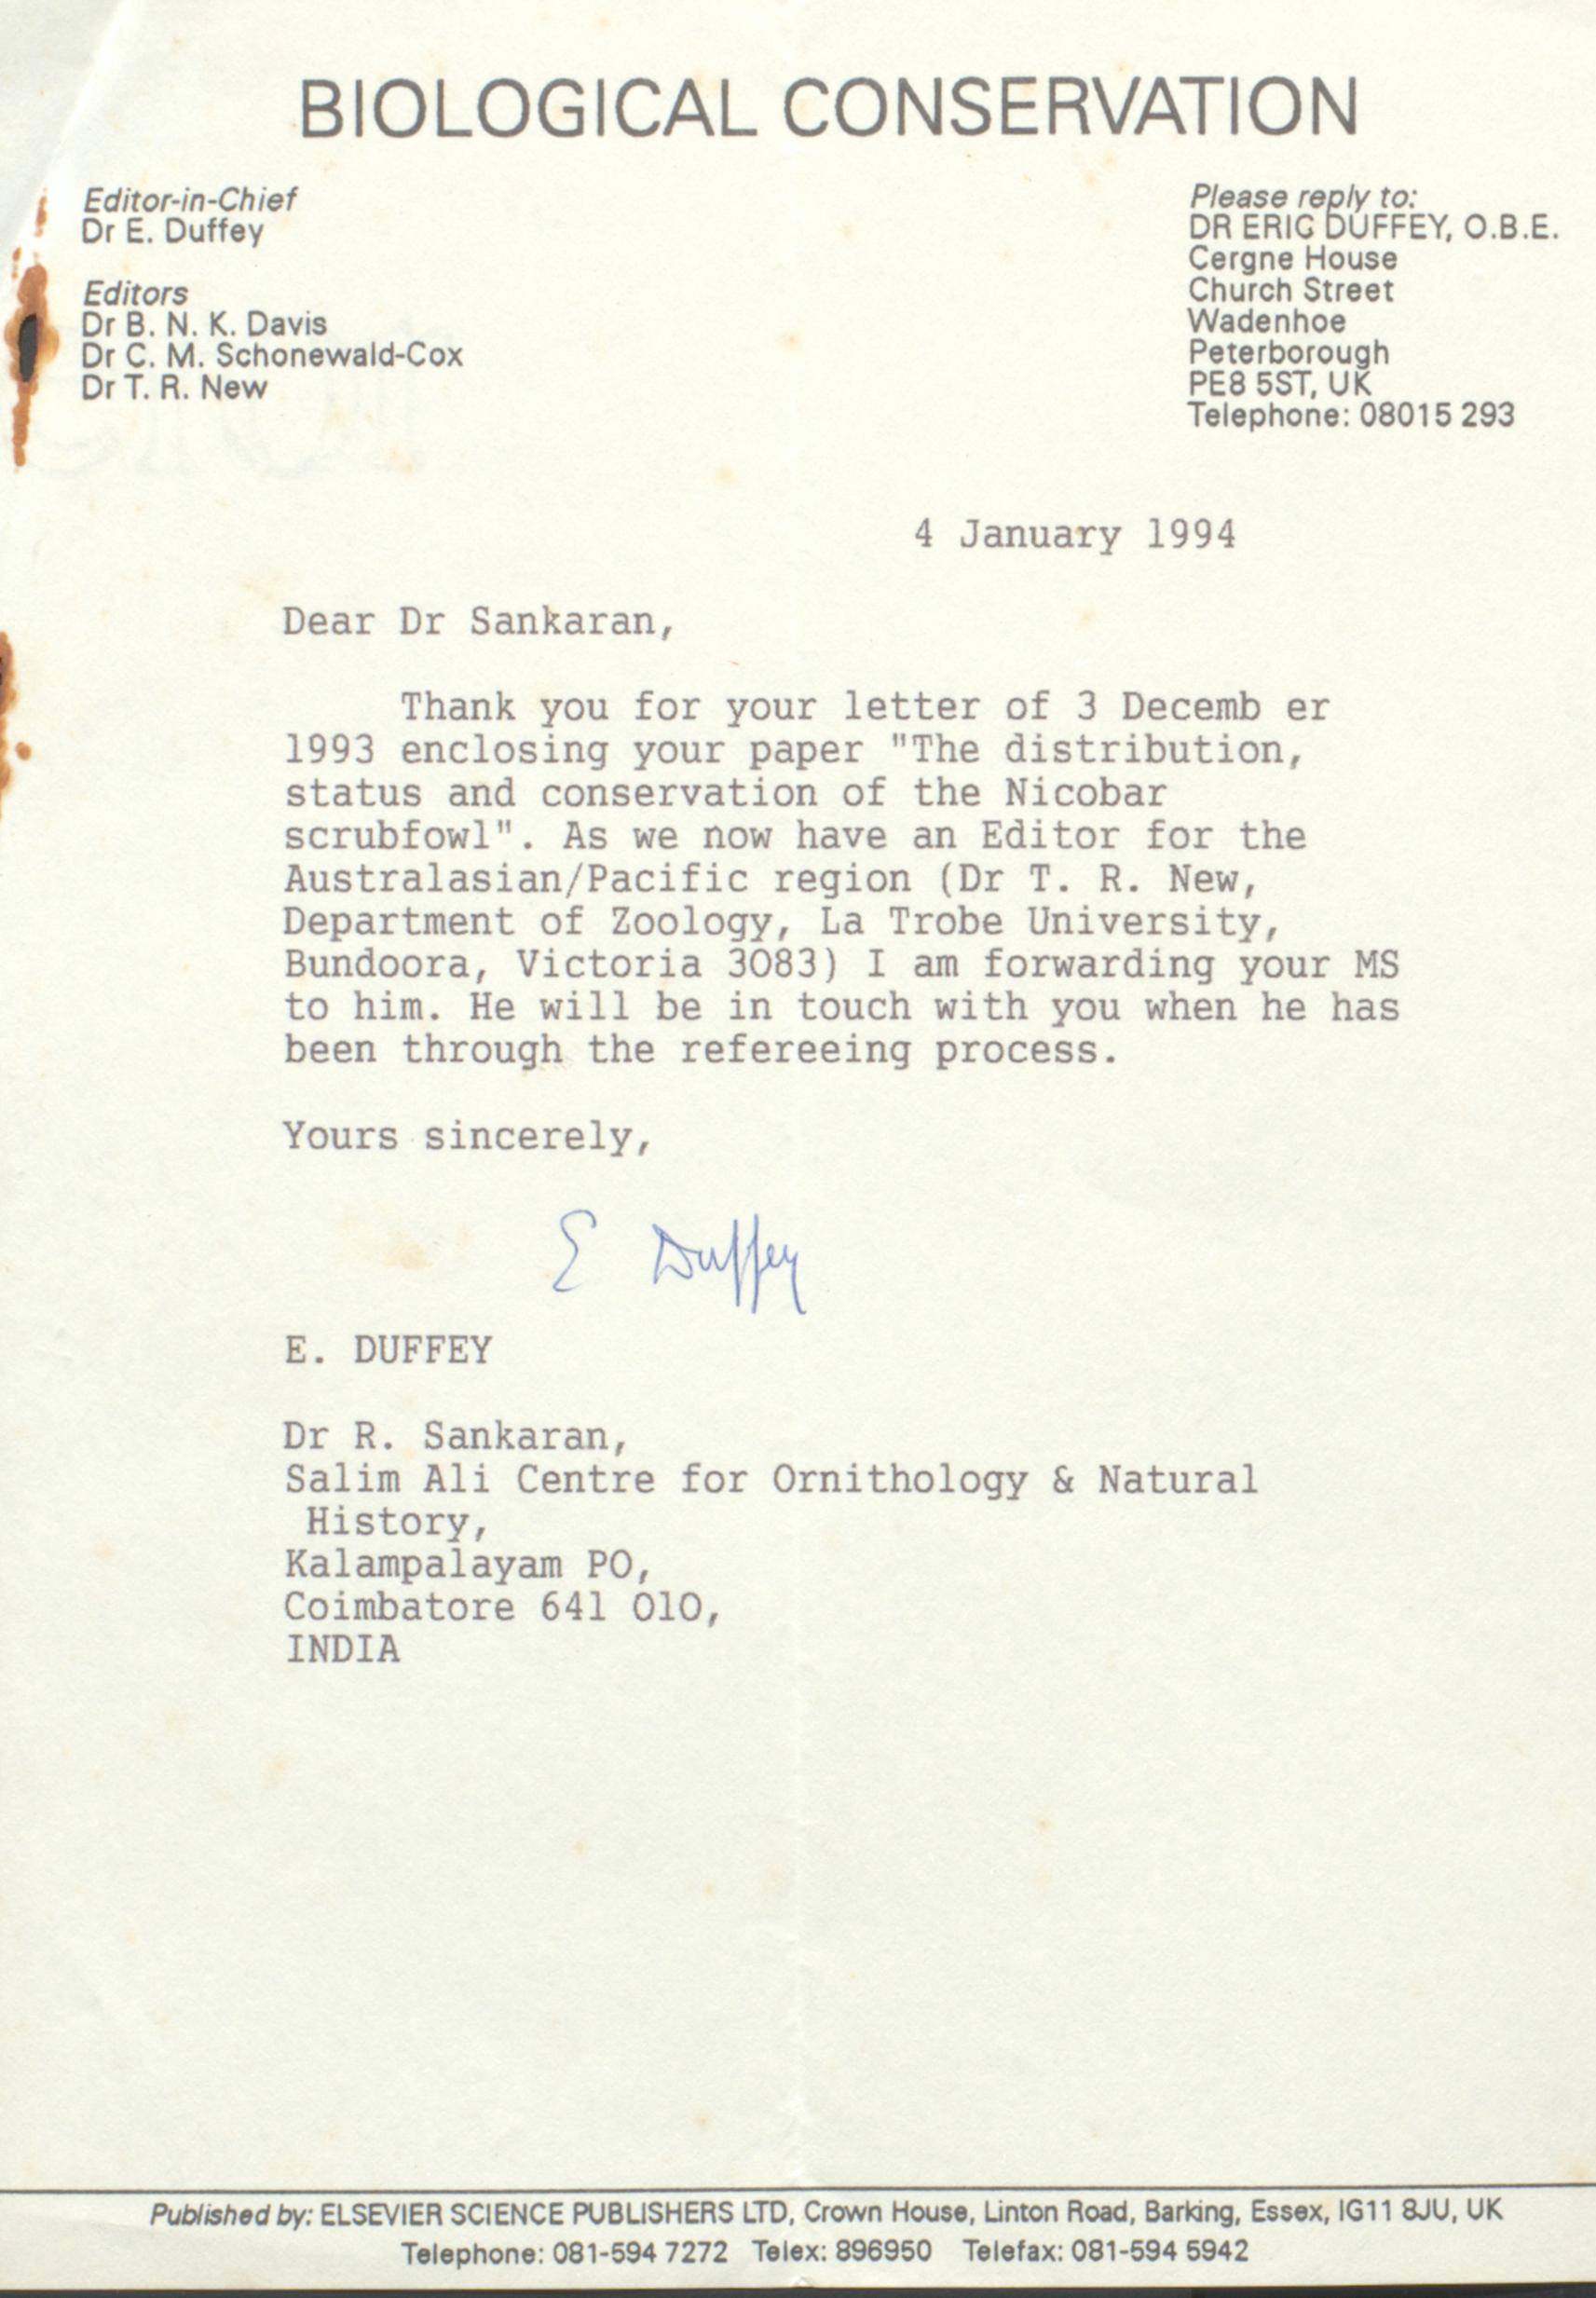 BIOLOGICAL CONSERVATION
Editor-in-Chief
Dr E. Duffey
Editors
Dr B. N. K. Davis
Dr C. M. Schonewald-Cox
Dr T. R. New
Please reply to:
DR ERIC DUFFEY, O.B.E.
Cergne House
Church Street
Wadenhoe
Peterborough
PE8 5ST, UK
Telephone: 08015 293
4 January 1994
Dear Dr Sankaran,
Thank you for your letter of 3 Decemb er
1993 enclosing your paper "The distribution,
status and conservation of the Nicobar
scrubfowl". As we now have an Editor for the
Australasian/Pacific region (Dr T. R. New,
Department of Zoology, La Trobe University,
Bundoora, Victoria 3083) I am forwarding your MS
to him. He will be in touch with you when he has
been through the refereeing process.
Yours sincerely,
E Duffey
E. DUFFEY
Dr R. Sankaran,
Salim Ali Centre for Ornithology & Natural
History,
Kalampalayam PO,
Coimbatore 641 010,
INDIA
Published by: ELSEVIER SCIENCE PUBLISHERS LTD, Crown House, Linton Road, Barking, Essex, IG11 8JU, UK
Telephone: 081-594 7272 Telex: 896950 Telefax: 081-594 5942